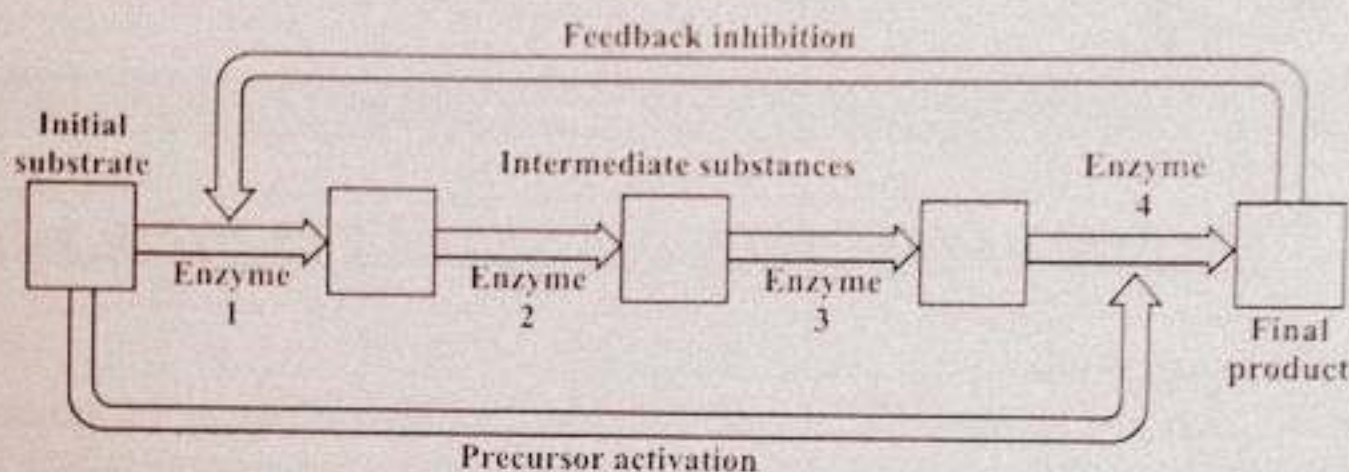 Feedback inhibition
Initial
substrate
Intermediate substances
Enzyme
4
Enzyme
1
Enzyme
2
Enzyme
3
Final
product
Precursor activation